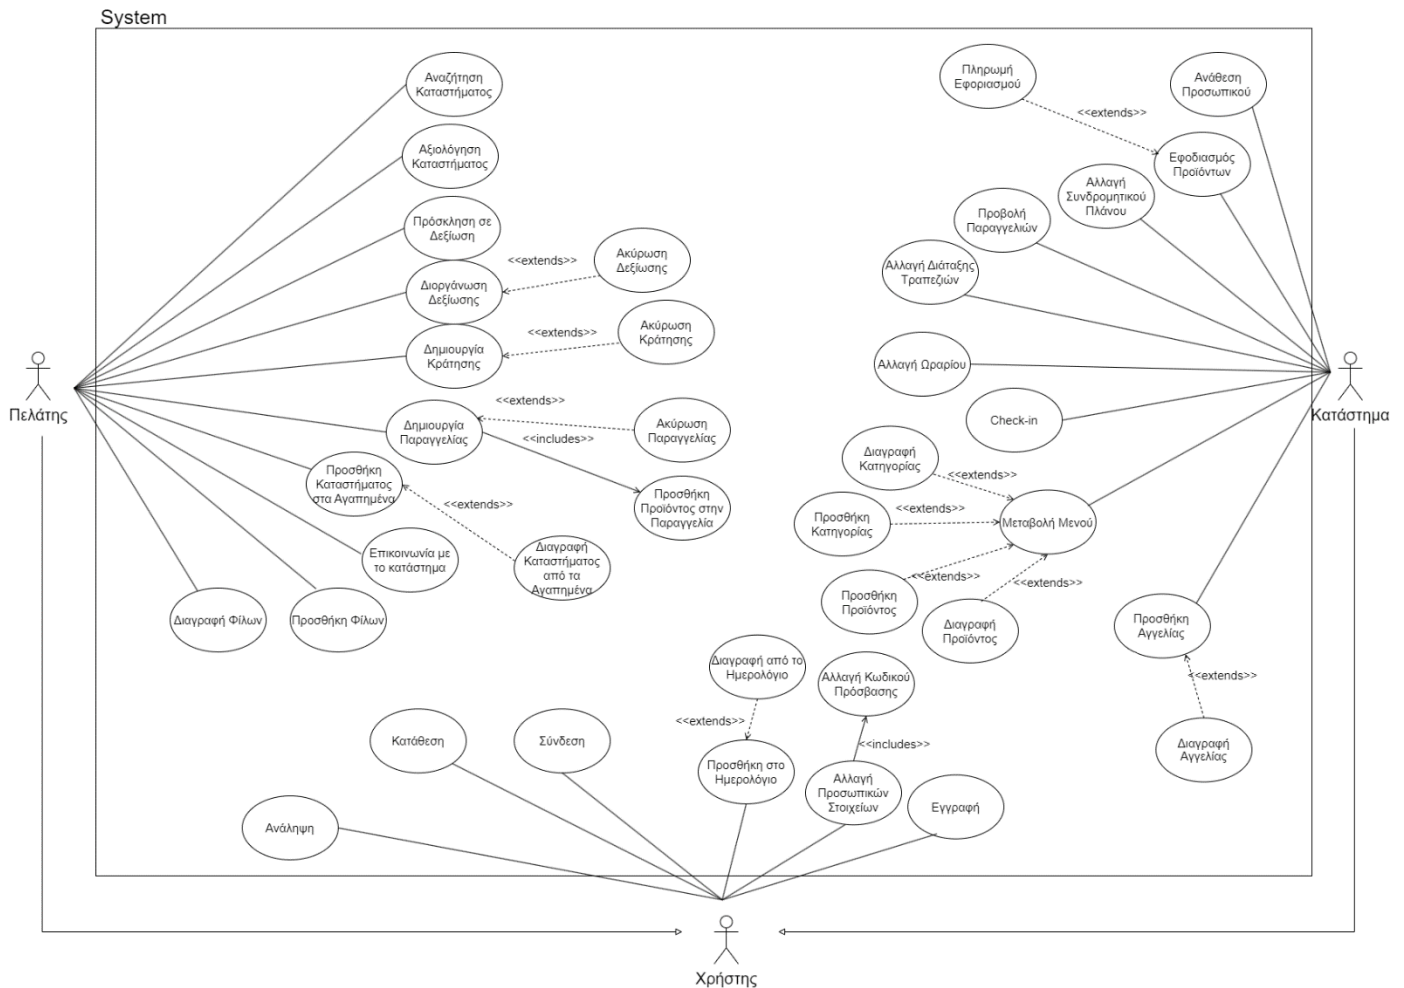 System
Αναζήτηση
Καταστήματος
Αξιολόγηση
Καταστήματος
Πρόσκληση σε
Δεξίωση
Διοργάνωση
Δεξίωσης
<<extends>>
Ακύρωση
Δεξίωσης
Δημιουργία
Κράτησης
<<extends>>
Ακύρωση
Κράτησης
Πελάτης
Δημιουργία
Παραγγελίας
<<extends>>
Ακύρωση
Παραγγελίας
<<includes>>
Προσθήκη
Προϊόντος στην
Παραγγελία
Προσθήκη
Καταστήματος
στα Αγαπημένα
<<extends>>
Διαγραφή
Καταστήματος
από τα
Αγαπημένα
Επικοινωνία με
το κατάστημα
Διαγραφή Φίλων
Προσθήκη Φίλων
Πληρωμή
Εφοριασμού
<<extends>>
Ανάθεση
Προσωπικού
Εφοδιασμός
Προϊόντων
Αλλαγή
Συνδρομητικού
Πλάνου
Προβολή
Παραγγελιών
Αλλαγή Διάταξης
Τραπεζιών
Αλλαγή Ωραρίου
Check-in
Κατάστημα
Διαγραφή
Κατηγορίας
<<extends>>
Προσθήκη
Κατηγορίας
<<extends>>
Μεταβολή Μενού
Προσθήκη
Προϊόντος
<<extends>>
Διαγραφή
Προϊόντος
<<extends>>
Προσθήκη
Αγγελίας
<<extends>>
Διαγραφή
Αγγελίας
Διαγραφή από το
Ημερολόγιο
<<extends>>
Προσθήκη στο
Ημερολόγιο
Αλλαγή Κωδικού
Πρόσβασης
<<includes>>
Αλλαγή
Προσωπικών
Στοιχείων
Εγγραφή
Κατάθεση
Σύνδεση
Ανάληψη
Χρήστης